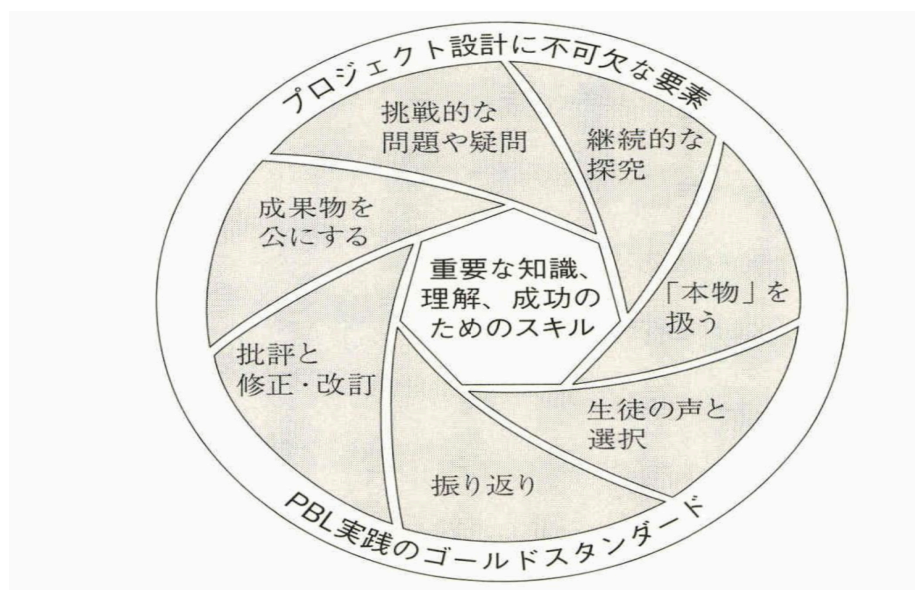 プロジェクト設計に不可欠な要素
挑戦的な
問題や疑問
継続的な
探究
「本物」を
扱う
生徒の声と
選択
振り返り
批評と
修正・改訂
成果物を
公にする
重要な知識、
理解、成功の
ためのスキル
PBL実践のゴールドスタンダード